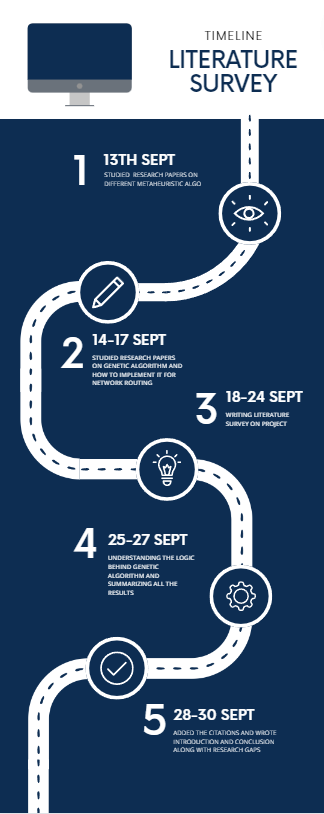 TIMELINE
LITERATURE
SURVEY
1
13TH SEPT
STUDIED RESEARCH PAPERS ON
DIFFERENT METAHEURISTIC ALGO
2
14-17 SEPT
STUDIED RESEARCH PAPERS
ON GENETIC ALGORITHM AND
HOW TO IMPLEMENT IT FOR
NETWORK ROUTING
3
18-24 SEPT
WRITING LITERATURE
SURVEY ON PROJECT
4
25-27 SEPT
UNDERSTANDING THE LOGIC
BEHIND GENETIC
ALGORITHM AND
SUMMARIZING ALL THE
RESULTS
5
28-30 SEPT
ADDED THE CITATIONS AND WROTE
INTRODUCTION AND CONCLUSION
ALONG WITH RESEARCH GAPS